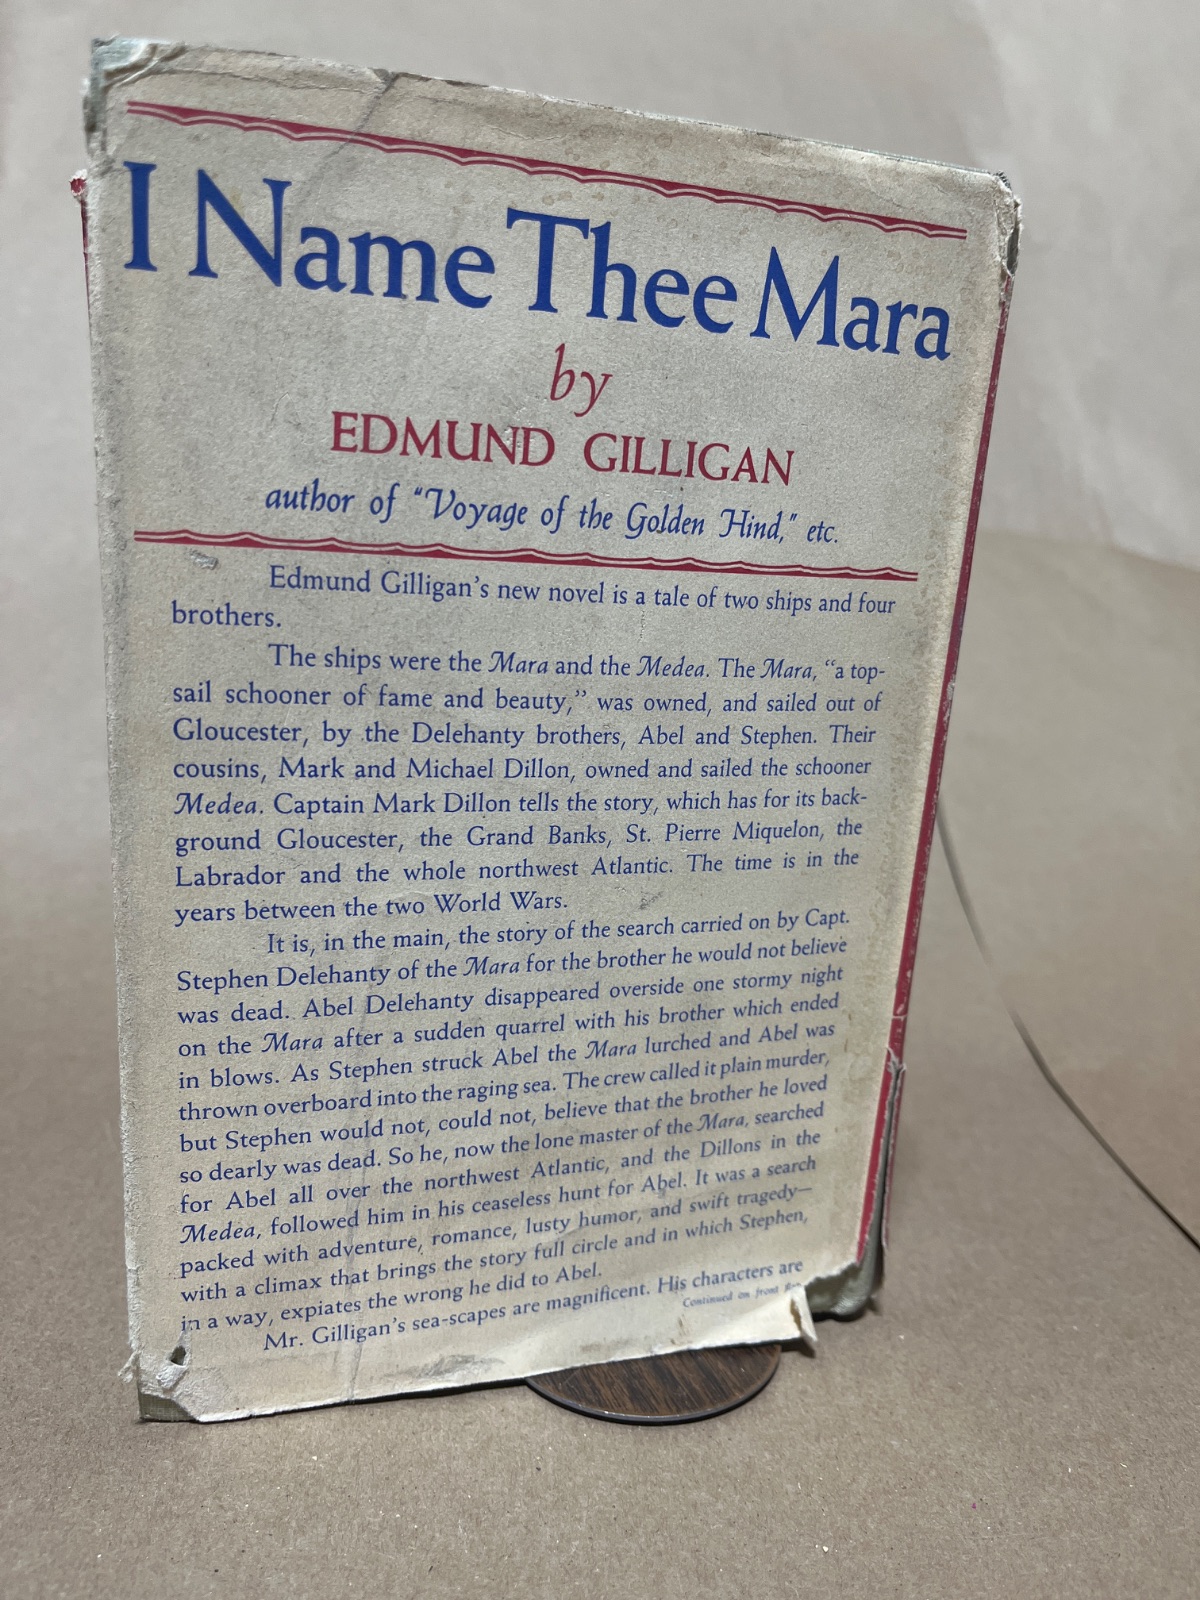 I Name Thee Mara
by
EDMUND GILLIGAN
author of "Voyage of the Golden Hind," etc.
Edmund Gilligan's new novel is a tale of two ships and four
brothers.
The ships were the Mara and the Medea. The Mara, "a top-
sail schooner of fame and beauty," was owned, and sailed out of
Gloucester, by the Delehanty brothers, Abel and Stephen. Their
cousins, Mark and Michael Dillon, owned and sailed the schooner
Medea. Captain Mark Dillon tells the story, which has for its back-
ground Gloucester, the Grand Banks, St. Pierre Miquelon, the
Labrador and the whole northwest Atlantic. The time is in the
years between the two World Wars.
It is, in the main, the story of the search carried on by Capt.
Stephen Delehanty of the Mara for the brother he would not believe
was dead. Abel Delehanty disappeared overside one stormy night
on the Mara after a sudden quarrel with his brother which ended
in blows. As Stephen struck Abel the Mara lurched and Abel was
thrown overboard into the raging sea. The crew called it plain murder,
but Stephen would not, could not, believe that the brother he loved
so dearly was dead. So he, now the lone master of the Mara, searched
for Abel all over the northwest Atlantic, and the Dillons in the
Medea, followed him in his ceaseless hunt for Abel. It was a search
packed with adventure, romance, lusty humor, and swift tragedy—
with a climax that brings the story full circle and in which Stephen,
in a way, expiates the wrong he did to Abel.
Mr. Gilligan's sea-scapes are magnificent. His characters are
Continued on front